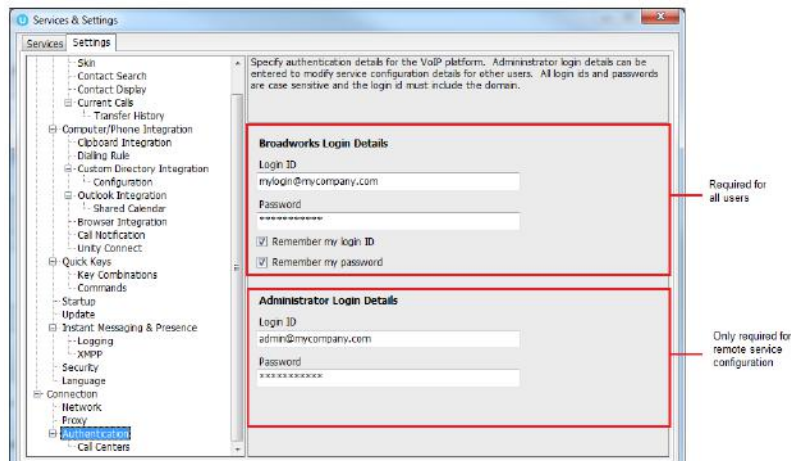 Services & Settings
Services Settings
Skin
Contact Search
Contact Display
Current Calls
Transfer History
Computer/Phone Integration
Clipboard Integration
Dialing Rule
Custom Directory Integration
Configuration
Outlook Integration
Shared Calendar
Browser Integration
Call Notification
Unity Connect
Quick Keys
Key Combinations
Commands
Startup
Update
Instant Messaging & Presence
Logging
XMPP
Security
Language
Connection
Network
Proxy
Authentication
Call Centers
Specify authentication details for the VoIP platform. Admininstrator login details can be
entered to modify service configuration details for other users. All login ids and passwords
are case sensitive and the login id must include the domain.
Broadworks Login Details
Login ID
mylogin@mycompany.com
Password
***********
Remember my login ID
Remember my password
Administrator Login Details
Login ID
admin@mycompany.com
Password
***********
Required for
all users
Only required for
remote service
configuration